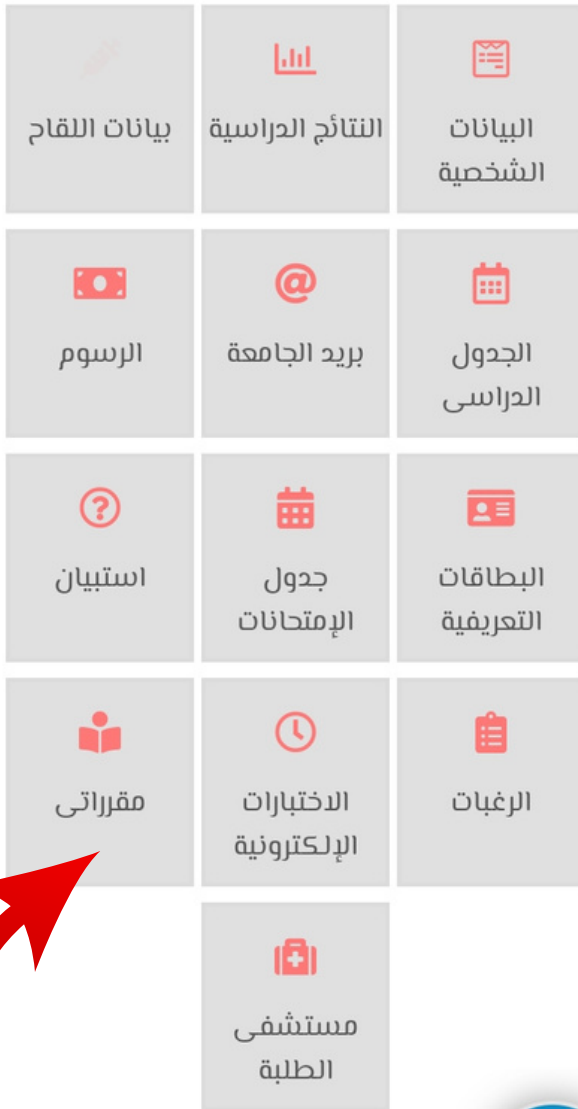 البيانات
الشخصية
النتائج الدراسية
بيانات اللقاح
الجدول
الدراسى
بريد الجامعة
الرسوم
البطاقات
التعريفية
جدول
الإمتحانات
استبيان
الرغبات
الاختبارات
الإلكترونية
مقرراتى
مستشفى
الطلبة